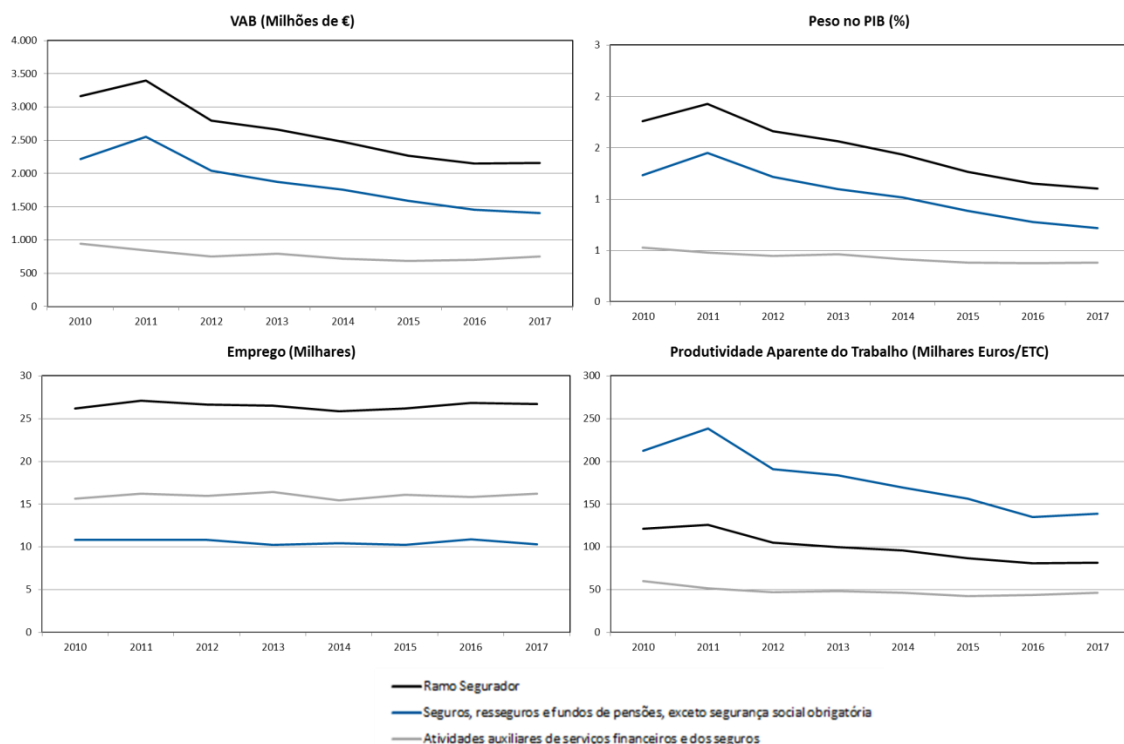 VAB (Milhões de €)
4.000
3.500
3.000
2.500
2.000
1.500
1.000
500
0
2010 2011 2012 2013 2014 2015 2016 2017
Peso no PIB (%)
3
2
2
1
1
0
2010 2011 2012 2013 2014 2015 2016 2017
Emprego (Milhares)
30
25
20
15
10
5
0
2010 2011 2012 2013 2014 2015 2016 2017
Produtividade Aparente do Trabalho (Milhares Euros/ETC)
300
250
200
150
100
50
0
2010 2011 2012 2013 2014 2015 2016 2017
Ramo Segurador
Seguros, resseguros e fundos de pensões, exceto segurança social obrigatória
Atividades auxiliares de serviços financeiros e dos seguros